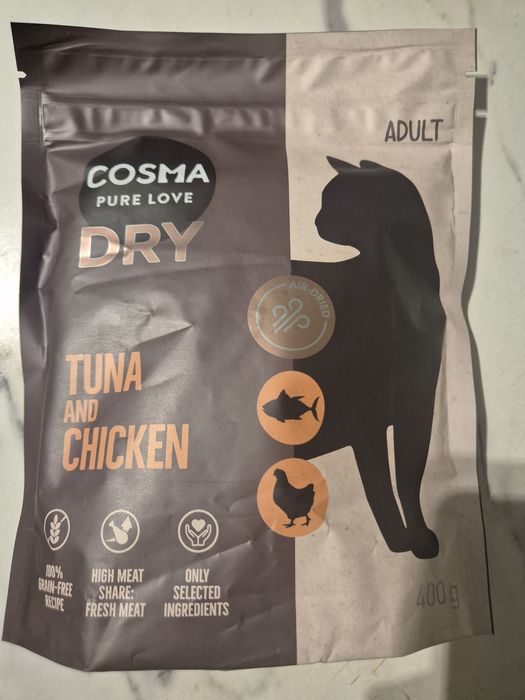 ADULT
COSMA
PURE LOVE
DRY
AIR-DRIED
TUNA
AND
CHICKEN
100%
GRAIN-FREE
RECIPE
HIGH MEAT
SHARE:
FRESH MEAT
ONLY
SELECTED
INGREDIENTS
400 g